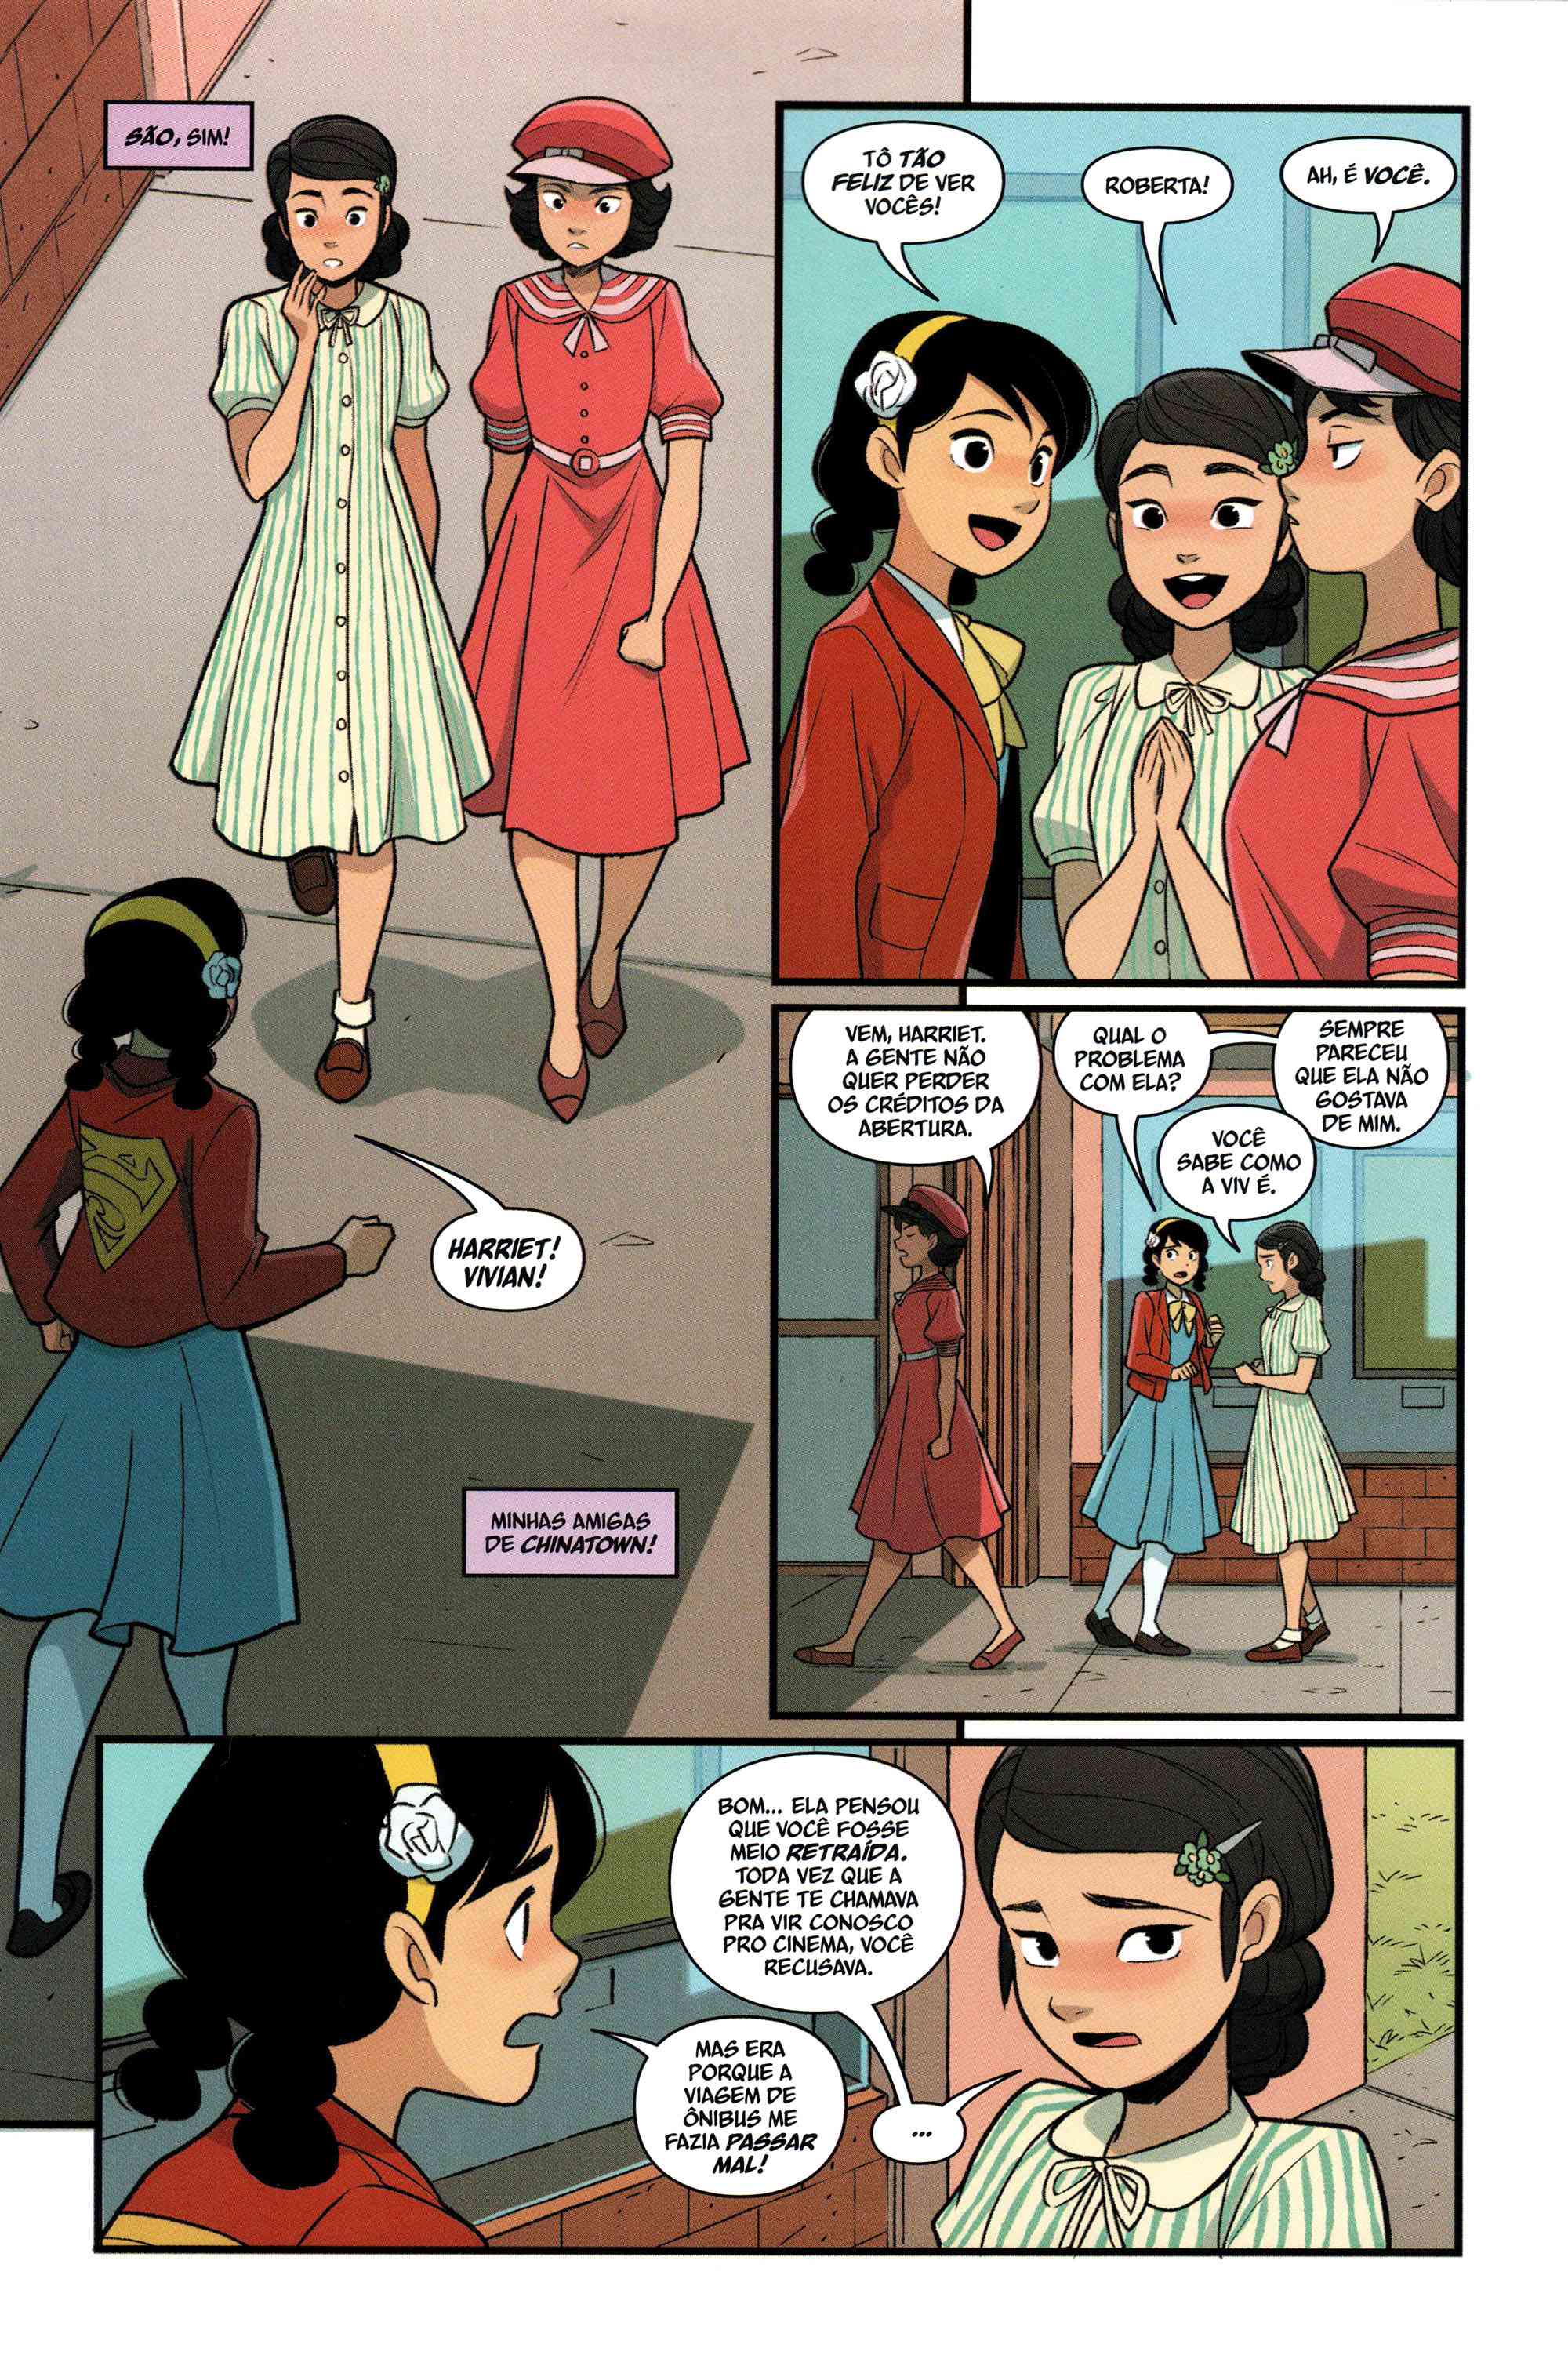 SÃO, SIM!
HARRIET!
VIVIAN!
MINHAS AMIGAS
DE CHINATOWN!
TÔ TÃO
FELIZ DE VER
VOCÊS!
ROBERTA!
AH, É VOCÊ.
VEM, HARRIET.
A GENTE NÃO
QUER PERDER
OS CRÉDITOS DA
ABERTURA.
QUAL O
PROBLEMA
COM ELA?
SEMPRE
PARECEU
QUE ELA NÃO
GOSTAVA
DE MIM.
VOCÊ
SABE COMO
A VIV É.
BOM... ELA PENSOU
QUE VOCÊ FOSSE
MEIO RETRAÍDA.
TODA VEZ QUE A
GENTE TE CHAMAVA
PRA VIR CONOSCO
PRO CINEMA, VOCÊ
RECUSAVA.
MAS ERA
PORQUE A
VIAGEM DE
ÔNIBUS ME
FAZIA PASSAR
MAL!
...